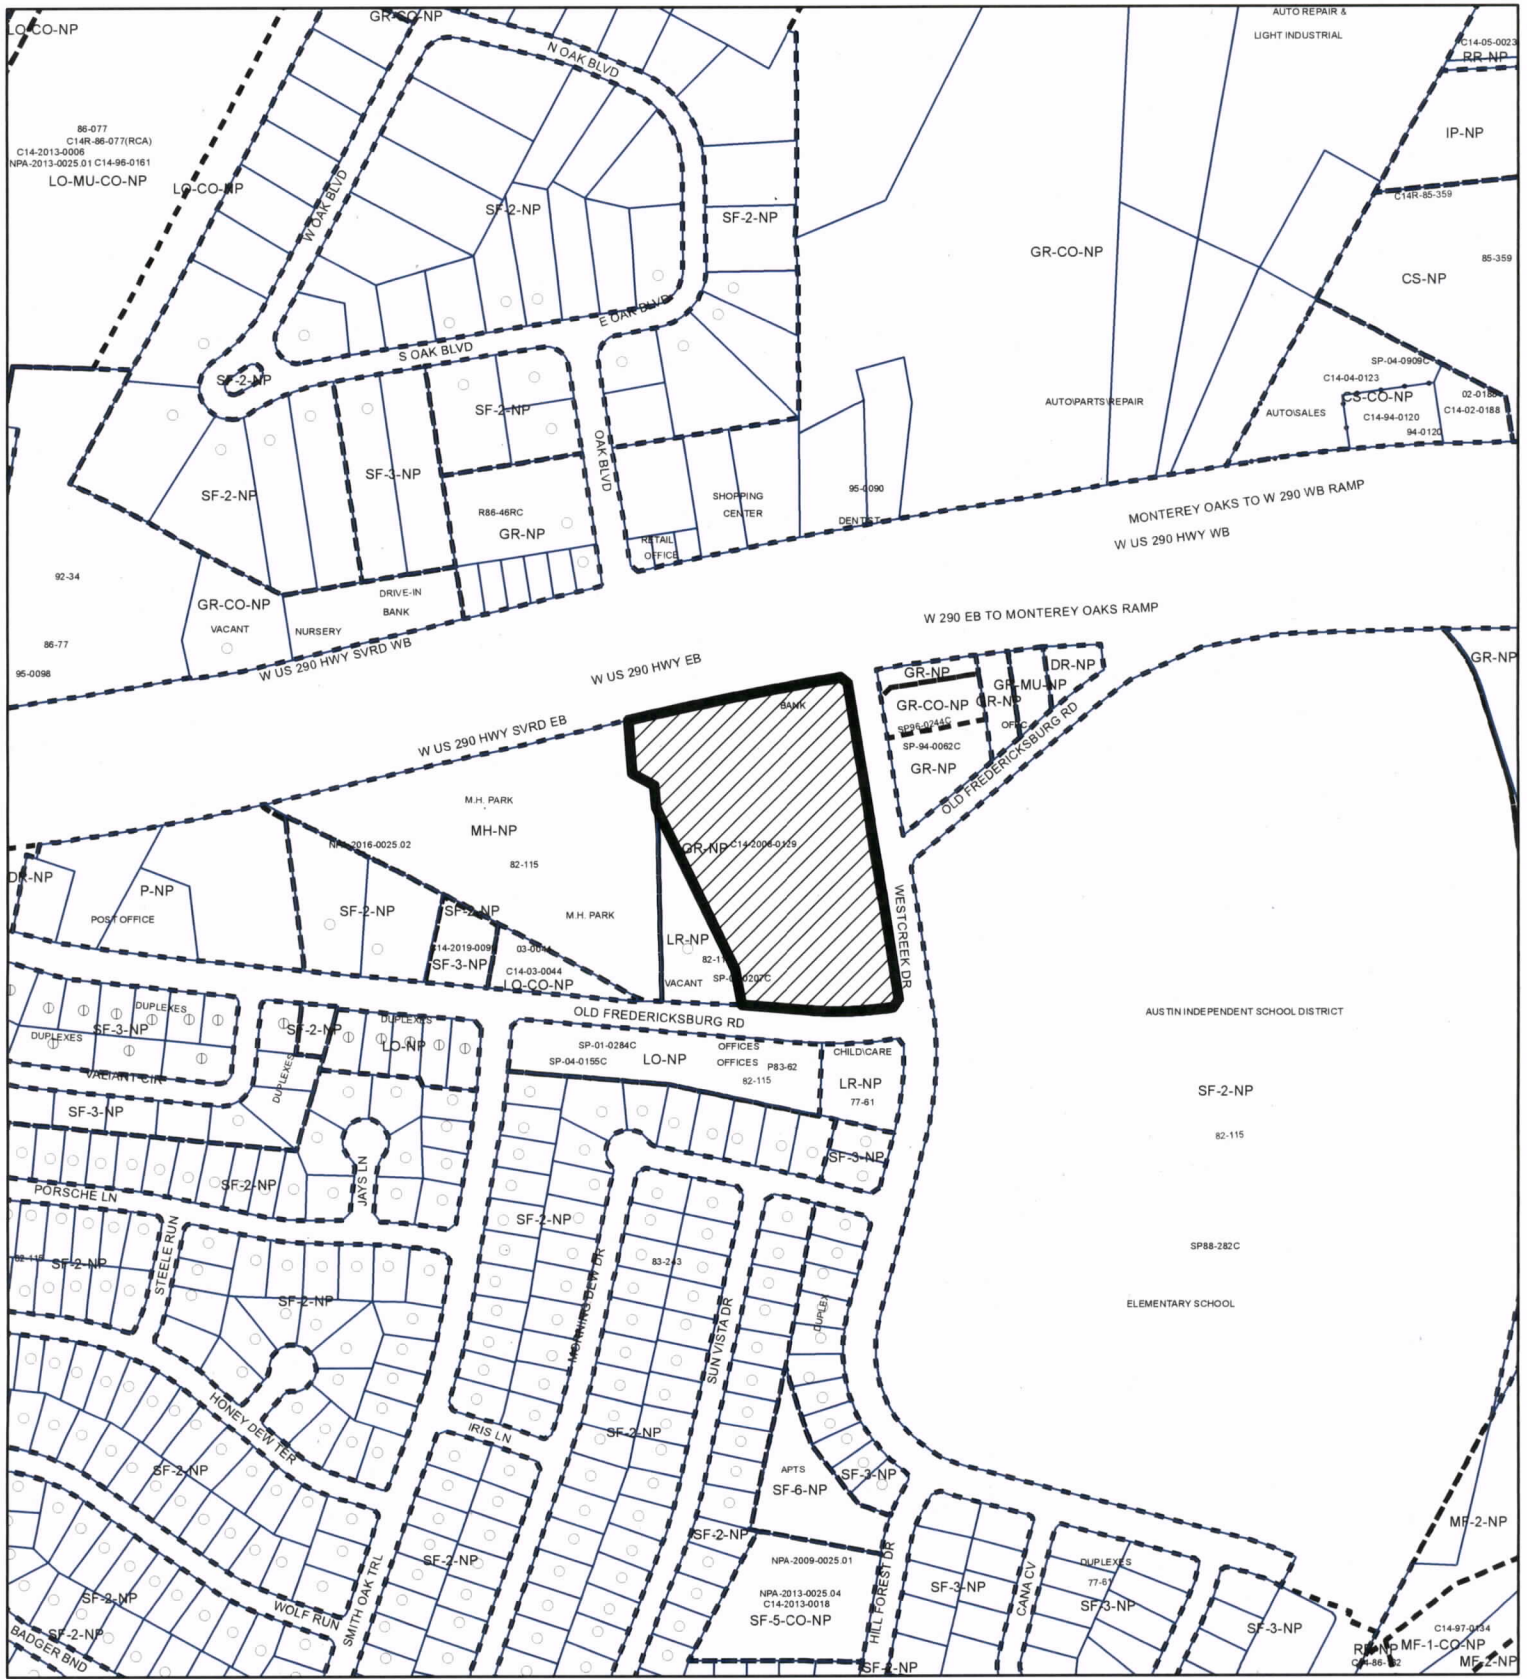 LO-CO-NP
GR-CO-NP
AUTO REPAIR &
LIGHT INDUSTRIAL
C14-05-0023
RR-NP
N OAK BLVD
86-077
C14R-86-077(RCA)
C14-2013-0006
NPA-2013-0025.01 C14-96-0161
LO-MU-CO-NP
LO-CO-NP
IP-NP
C14R-85-359
W OAK BLVD
SF-2-NP
SF-2-NP
GR-CO-NP
85-359
CS-NP
E OAK BLVD
S OAK BLVD
SF-2-NP
SF-2-NP
SP-04-0909C
C14-04-0123
CS-CO-NP
02-0188
AUTO\PARTS\REPAIR
AUTO\SALES
C14-94-0120
C14-02-0188
94-0120
OAK BLVD
SF-3-NP
SF-2-NP
SHOPPING
CENTER
95-0090
DENTIST
R86-46RC
GR-NP
RETAIL
OFFICE
MONTEREY OAKS TO W 290 WB RAMP
W US 290 HWY WB
92-34
GR-CO-NP
VACANT
DRIVE-IN
BANK
NURSERY
W 290 EB TO MONTEREY OAKS RAMP
86-77
95-0098
W US 290 HWY SVRD WB
W US 290 HWY EB
GR-NP
GR-NP
DR-NP
GR-MU-NP
GR-CO-NP
GR-NP
BANK
SP96-0244C
SP-94-0062C
GR-NP
OLD FREDERICKSBURG RD
W US 290 HWY SVRD EB
M.H. PARK
MH-NP
82-115
NPA-2016-0025.02
GR-NP C14-2006-0129
DR-NP
P-NP
POST OFFICE
SF-2-NP
SF-2-NP
M.H. PARK
WESTCREEK DR
C14-2019-009
SF-3-NP
03-0044
C14-03-0044
LO-CO-NP
LR-NP
VACANT
OLD FREDERICKSBURG RD
AUSTIN INDEPENDENT SCHOOL DISTRICT
DUPLEXES
SF-3-NP
DUPLEXES
SF-2-NP
DUPLEXES
LO-NP
SP-01-0284C
SP-04-0155C
LO-NP
OFFICES
OFFICES
P83-62
82-115
CHILD\CARE
LR-NP
77-61
VALIANT CIR
DUPLEXES
SF-3-NP
SF-2-NP
82-115
SF-3-NP
JAYS LN
SF-2-NP
PORSCHE LN
SF-2-NP
STEELE RUN
82-115
SF-2-NP
83-243
SP88-282C
SF-2-NP
MORNING DEW DR
SUN VISTA DR
DUPLEX
ELEMENTARY SCHOOL
HONEY DEW TER
IRIS LN
SF-2-NP
SF-2-NP
APTS
SF-6-NP
SF-3-NP
SF-2-NP
MF-2-NP
SF-2-NP
NPA-2009-0025.01
NPA-2013-0025.04
C14-2013-0018
SF-5-CO-NP
HILL FOREST DR
SF-3-NP
CANA CV
DUPLEXES
77-61
SF-3-NP
SF-3-NP
SF-2-NP
WOLF RUN
SMITH OAK TRL
SF-2-NP
BADGER BND
C14-97-0134
MF-1-CO-NP
MF-2-NP
SF-2-NP